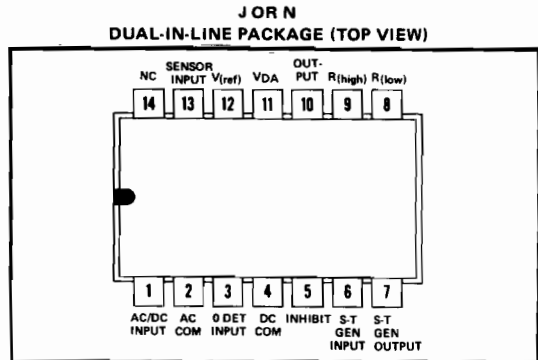 J OR N
DUAL-IN-LINE PACKAGE (TOP VIEW)
NC SENSOR INPUT V(ref) VDA OUT-PUT R(high) R(low)
14 13 12 11 10 9 8
1 2 3 4 5 6 7
AC/DC AC 0 DET DC INHIBIT S-T S-T
INPUT COM INPUT COM GEN GEN
INPUT OUTPUT